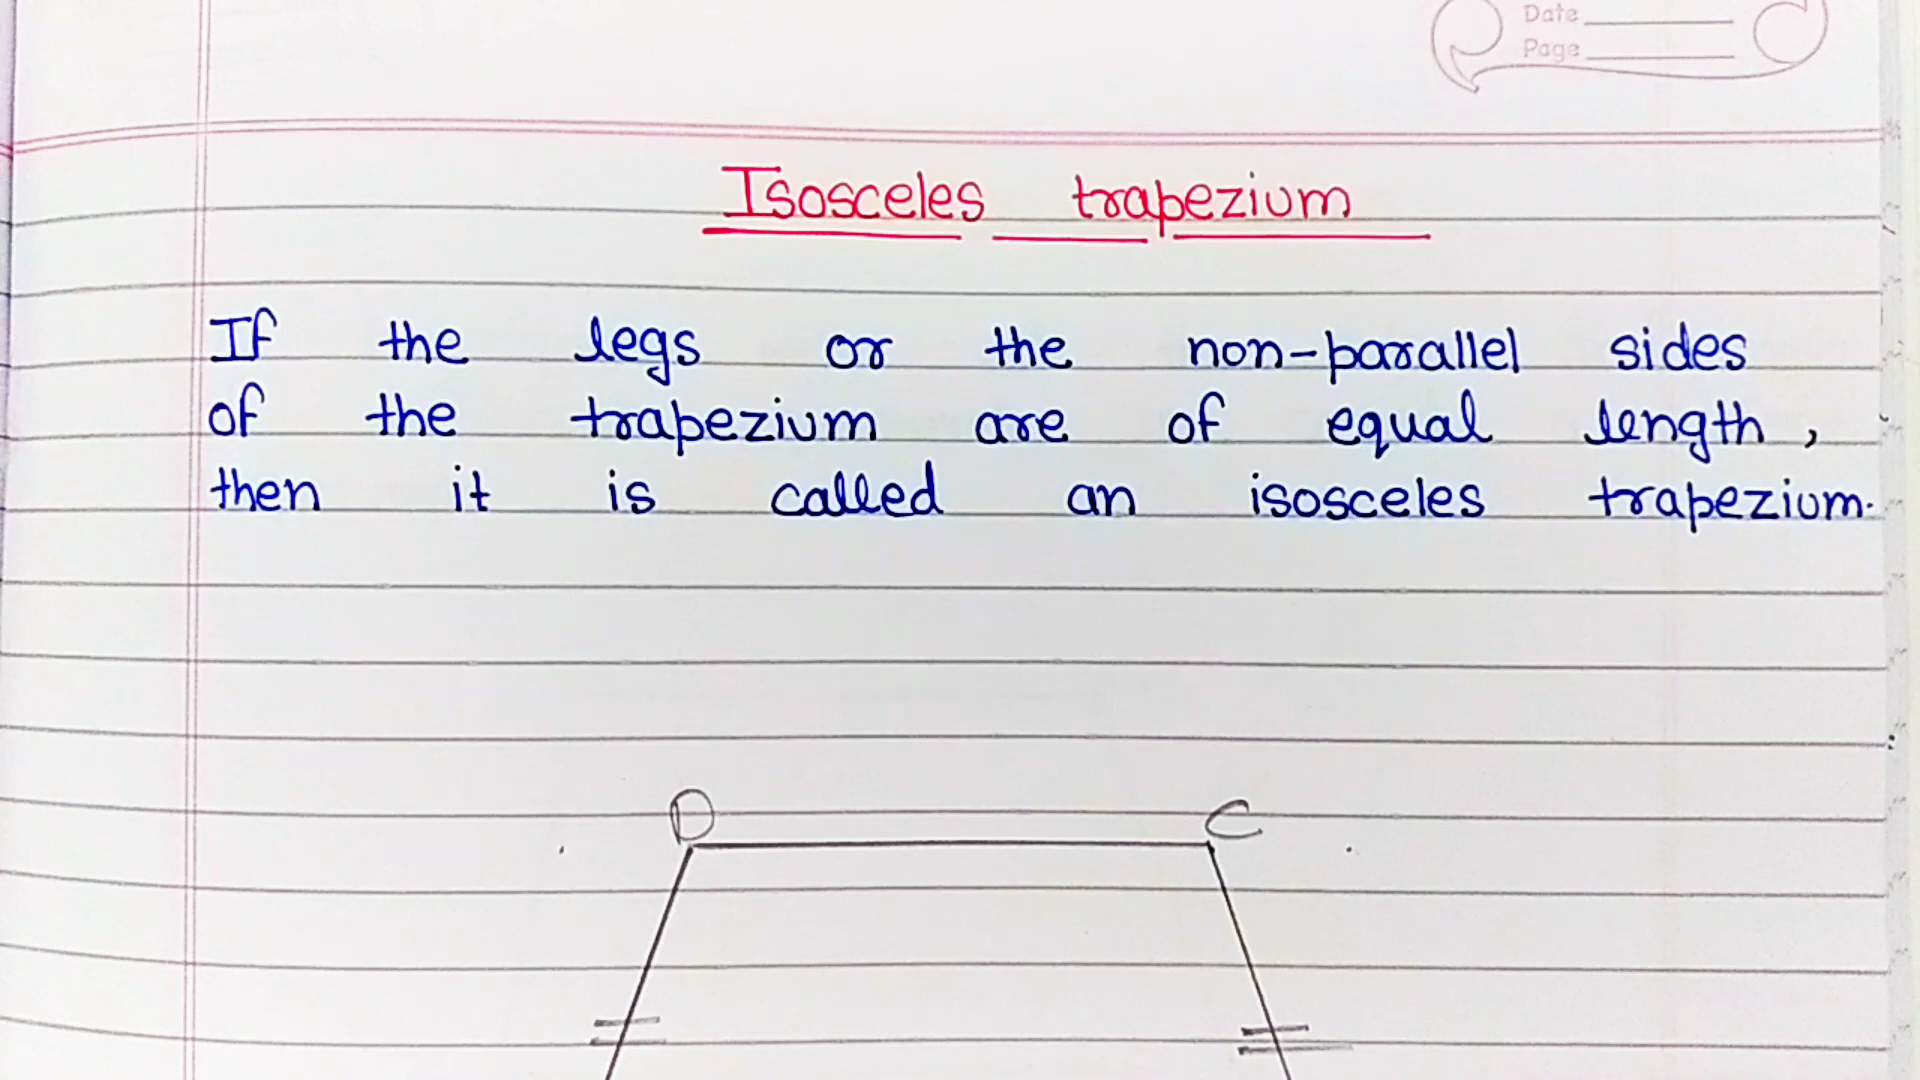 Date
Page
Isosceles trapezium
If the legs or the non-parallel sides
of the trapezium are of equal length,
then it is called an isosceles trapezium.
D C